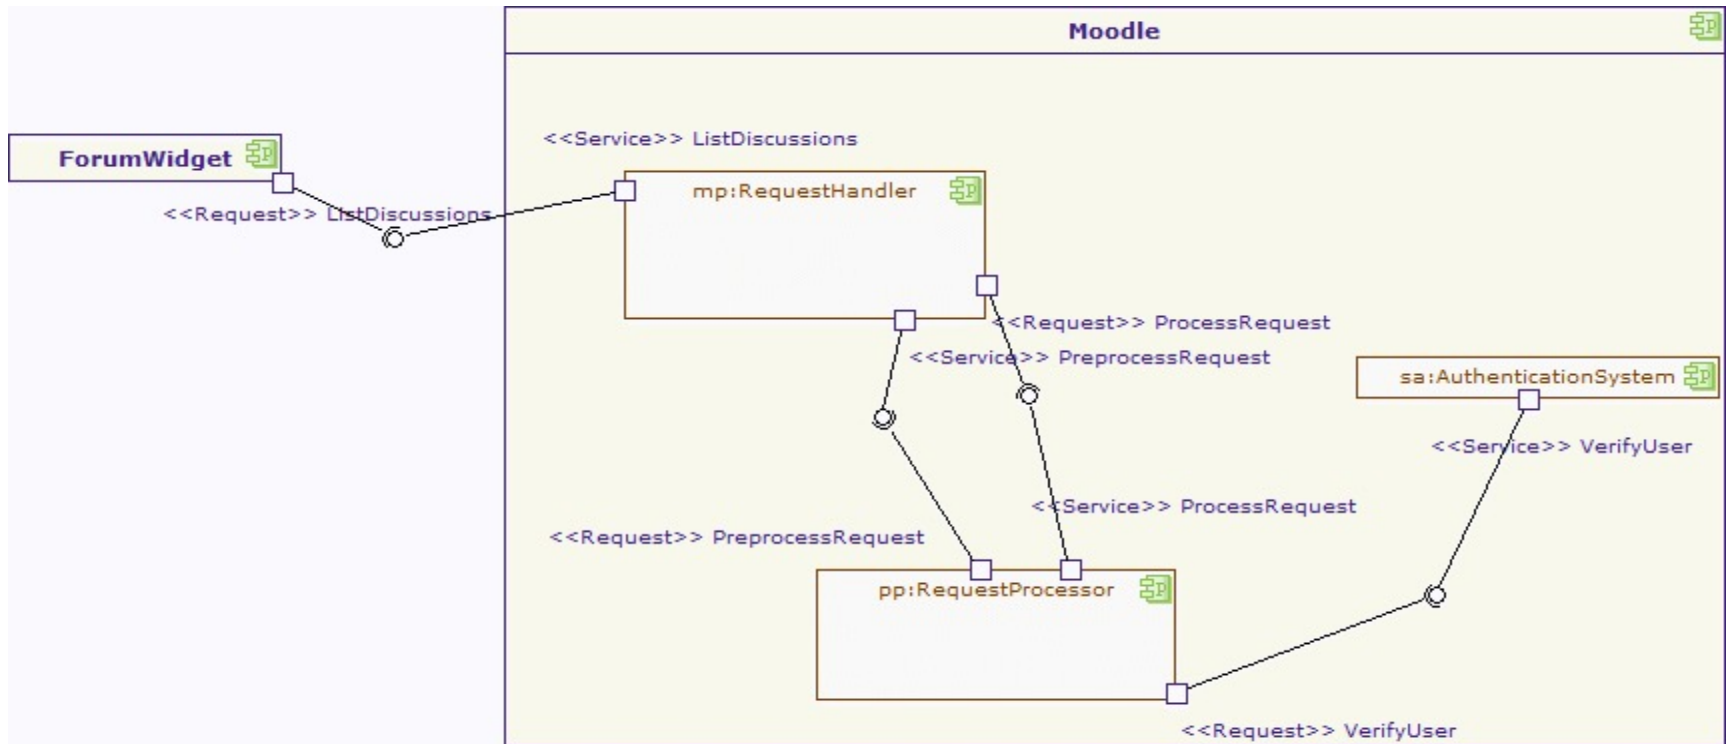 Moodle
<<Service>> ListDiscussions
ForumWidget
mp:RequestHandler
<<Request>> ListDiscussions
<<Request>> ProcessRequest
<<Service>> PreprocessRequest
sa:AuthenticationSystem
<<Service>> VerifyUser
<<Service>> ProcessRequest
<<Request>> PreprocessRequest
pp:RequestProcessor
<<Request>> VerifyUser